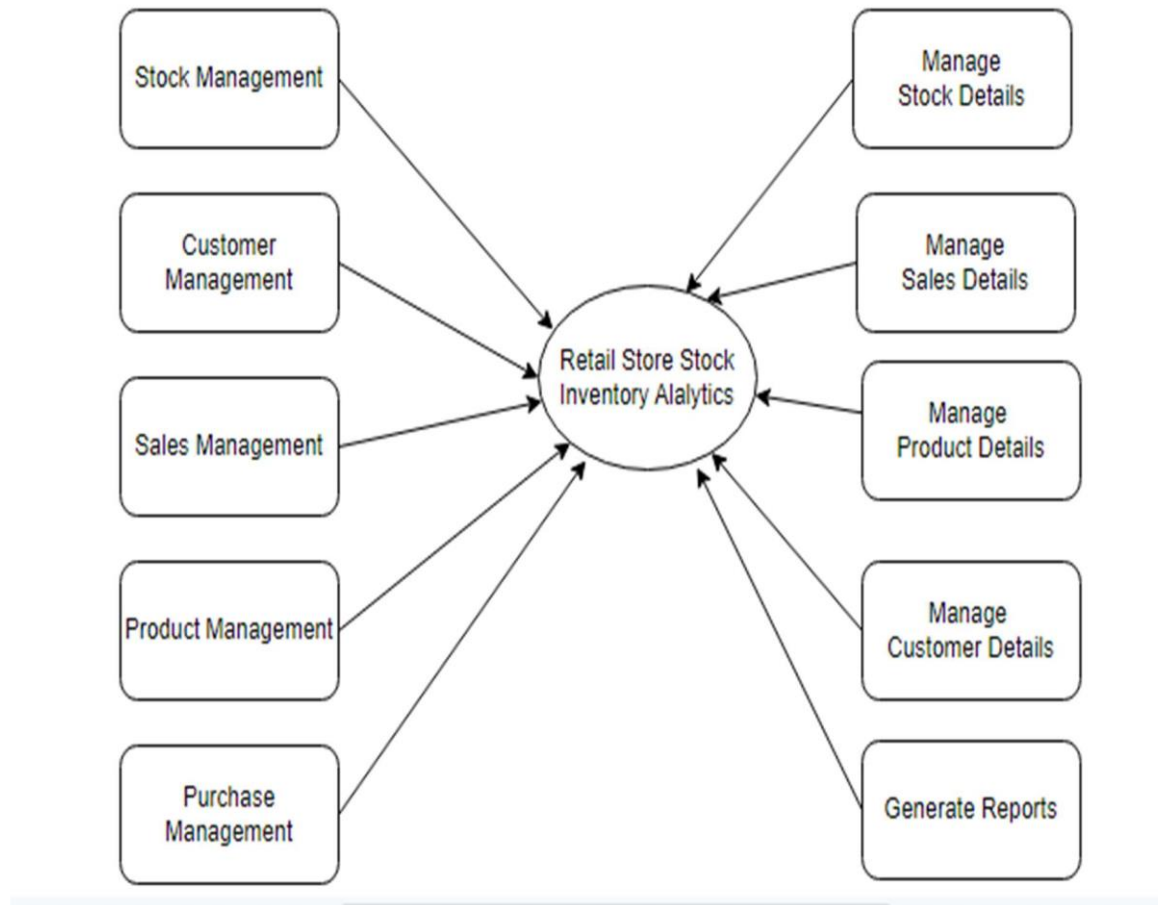 Stock Management
Customer
Management
Sales Management
Product Management
Purchase
Management
Retail Store Stock
Inventory Alalytics
Manage
Stock Details
Manage
Sales Details
Manage
Product Details
Manage
Customer Details
Generate Reports